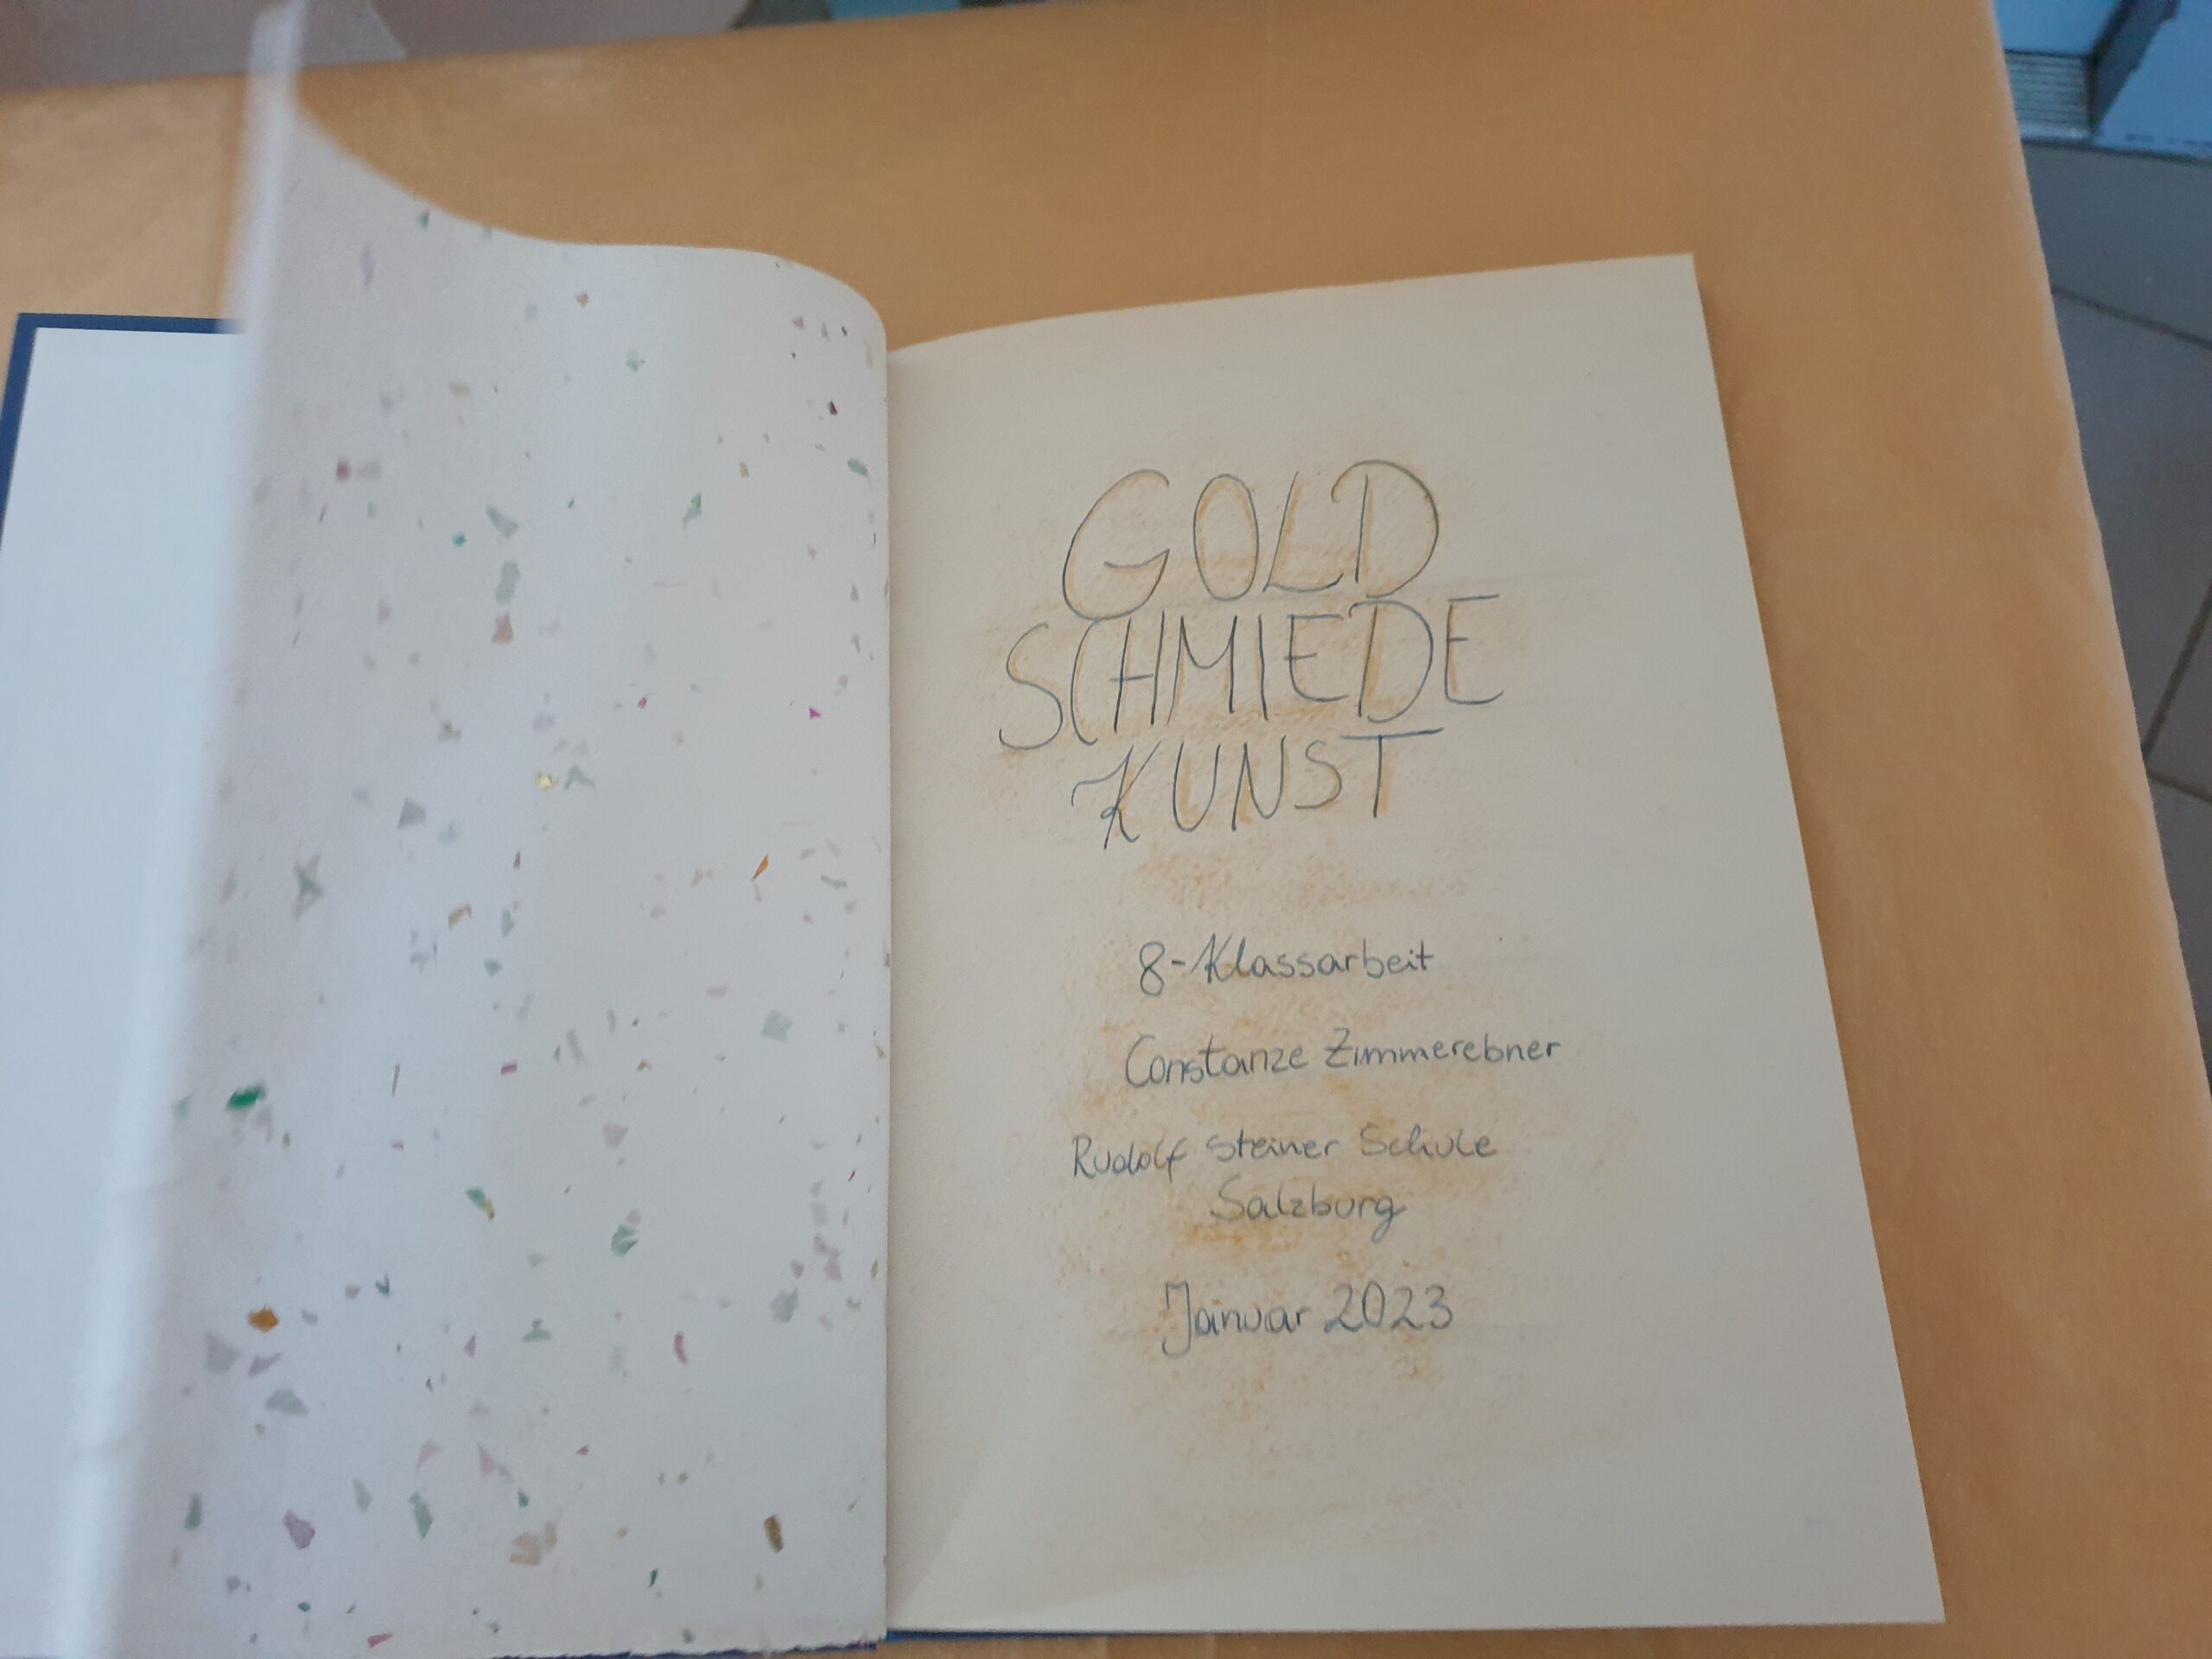 GOLD
SCHMIEDE
KUNST
8-Klassarbeit
Constanze Zimmerebner
Rudolf Steiner Schule
Salzburg
Januar 2023